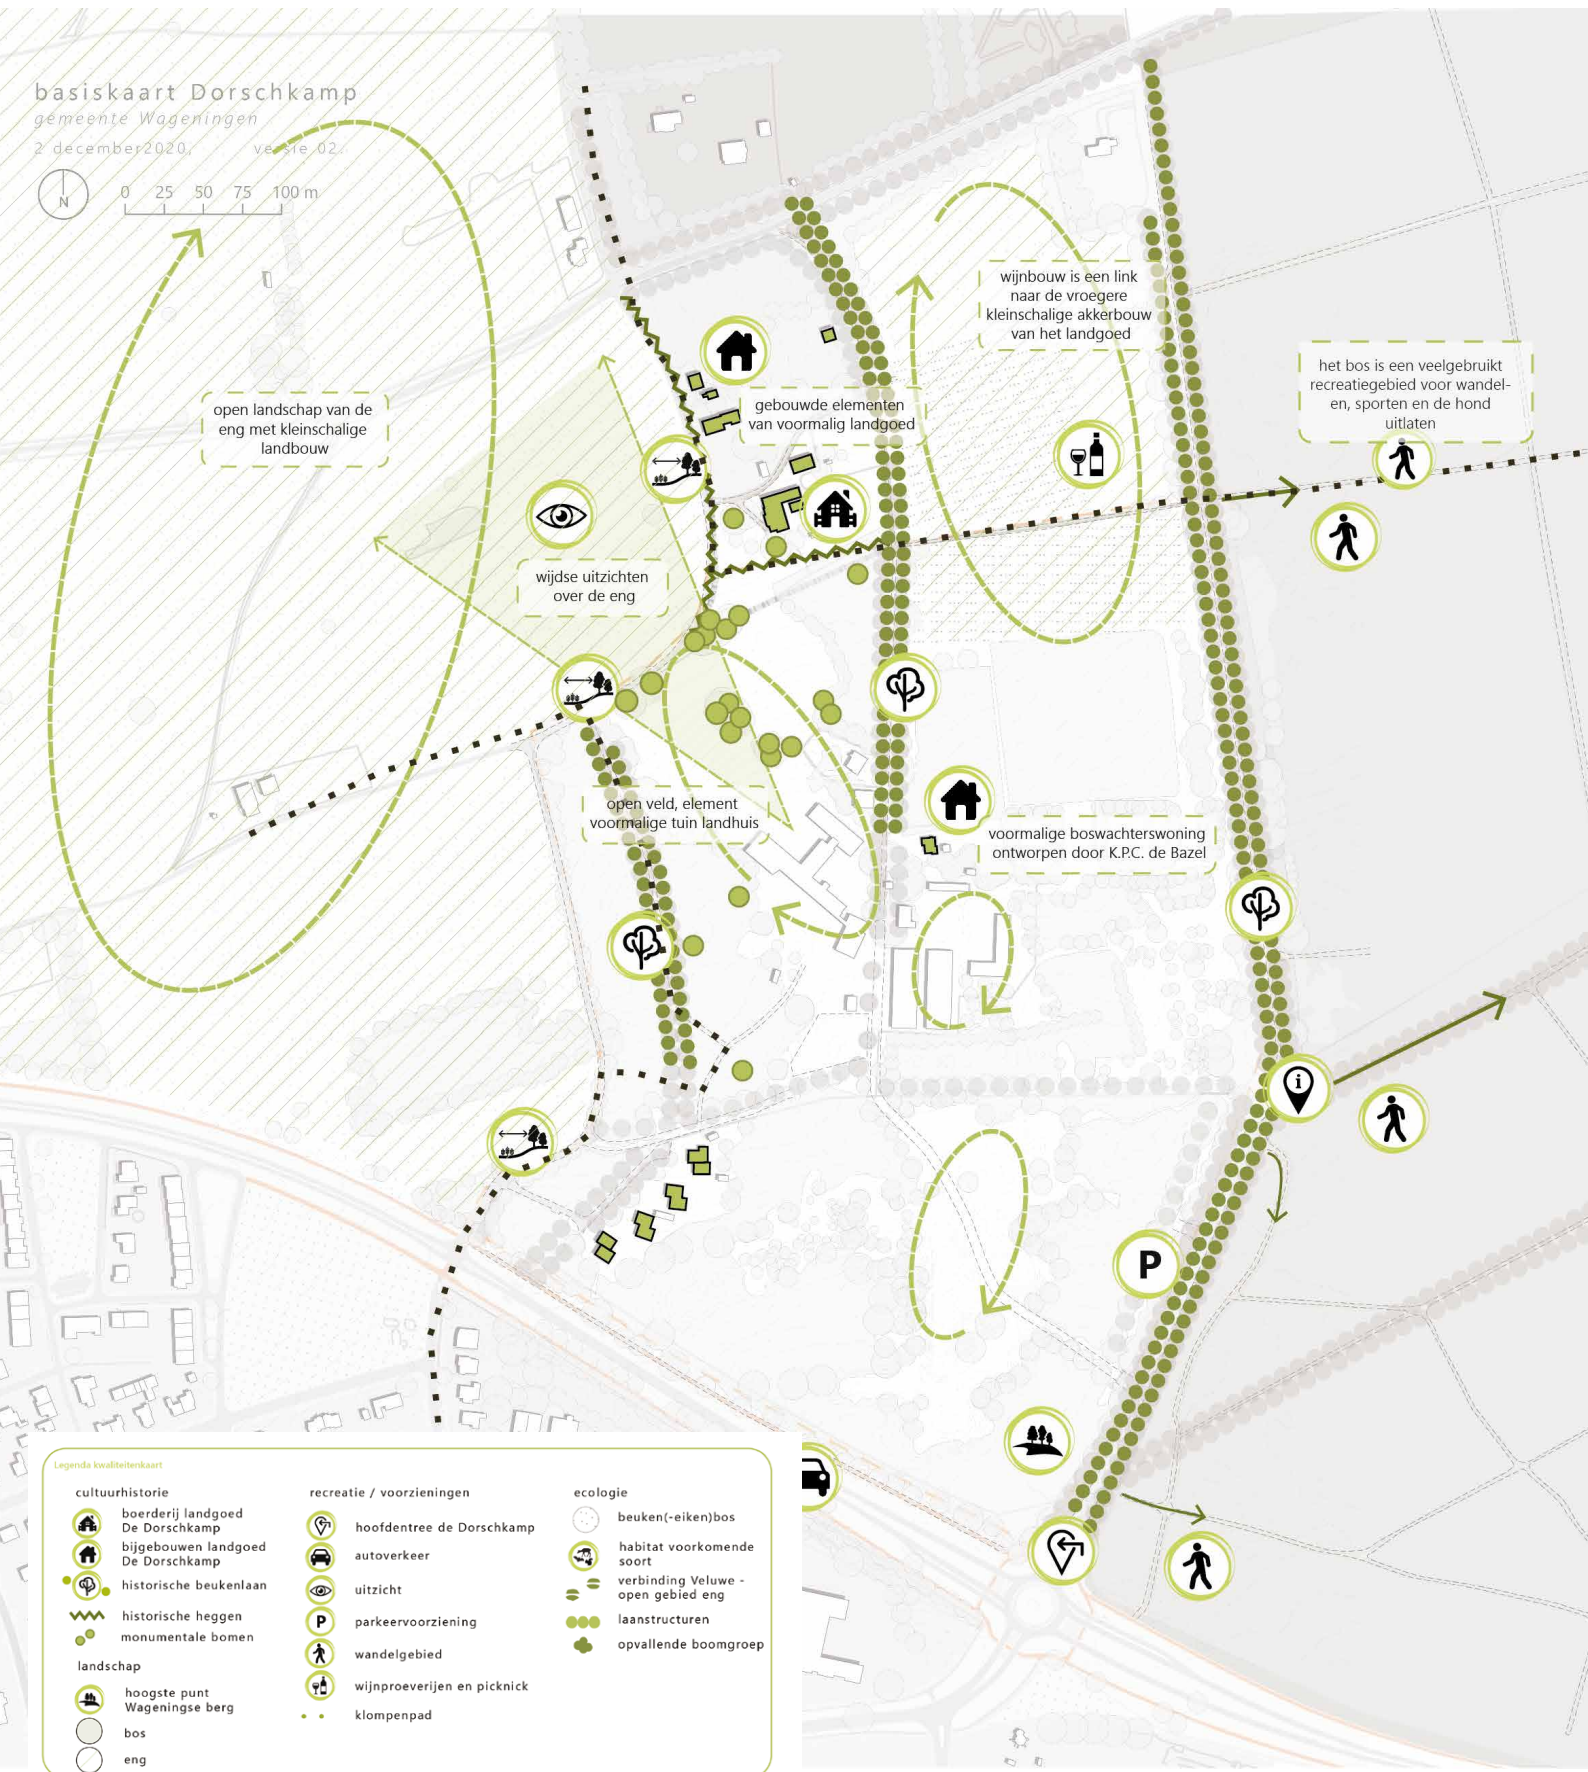 basiskaart Dorschkamp
gemeente Wageningen
2 december2020, versie 02.
N
0 25 50 75 100 m
wijnbouw is een link
naar de vroegere
kleinschalige akkerbouw
van het landgoed
het bos is een veelgebruikt
recreatiegebied voor wandel-
en, sporten en de hond
uitlaten
open landschap van de
eng met kleinschalige
landbouw
gebouwde elementen
van voormalig landgoed
wijdse uitzichten
over de eng
open veld, element
voormalige tuin landhuis
voormalige boswachterswoning
ontworpen door K.P.C. de Bazel
i
P
Legenda kwaliteitenkaart
cultuurhistorie
boerderij landgoed
De Dorschkamp
bijgebouwen landgoed
De Dorschkamp
historische beukenlaan
historische heggen
monumentale bomen
landschap
hoogste punt
Wageningse berg
bos
eng
recreatie / voorzieningen
hoofdentree de Dorschkamp
autoverkeer
uitzicht
P parkeervoorziening
wandelgebied
wijnproeverijen en picknick
klompenpad
ecologie
beuken(-eiken)bos
habitat voorkomende
soort
verbinding Veluwe -
open gebied eng
laanstructuren
opvallende boomgroep